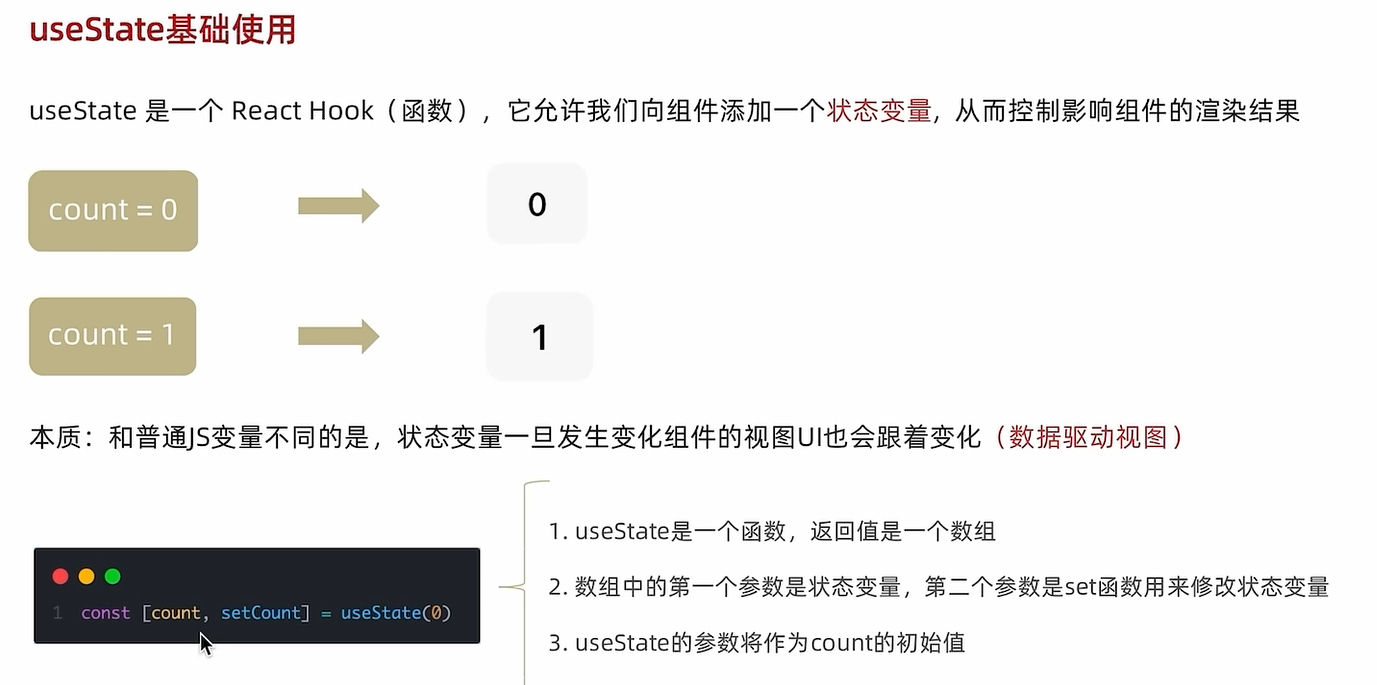 useState基础使用
useState 是一个 React Hook（函数），它允许我们向组件添加一个状态变量, 从而控制影响组件的渲染结果
count = 0
0
count = 1
1
本质：和普通JS变量不同的是，状态变量一旦发生变化组件的视图UI也会跟着变化（数据驱动视图）
1. useState是一个函数，返回值是一个数组
2. 数组中的第一个参数是状态变量，第二个参数是set函数用来修改状态变量
1 const [count, setCount] = useState(0)
3. useState的参数将作为count的初始值